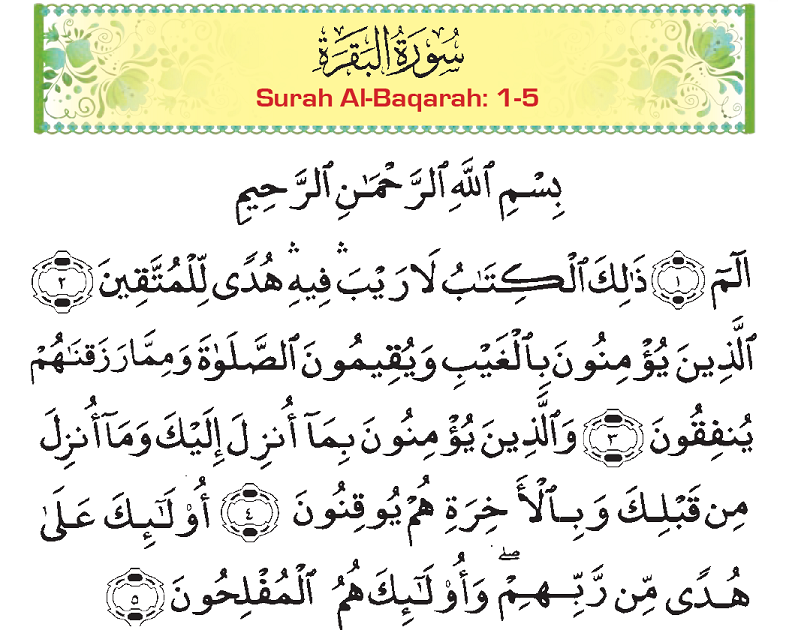 سُورَةُ البَقَرَةِ
Surah Al-Baqarah: 1-5
بِسْمِ ٱللَّهِ ٱلرَّحْمَـٰنِ ٱلرَّحِيمِ
الٓمٓ ١ ذَٰلِكَ ٱلْكِتَـٰبُ لَا رَيْبَ ۛ فِيهِ ۛ هُدًى لِّلْمُتَّقِينَ ٢
ٱلَّذِينَ يُؤْمِنُونَ بِٱلْغَيْبِ وَيُقِيمُونَ ٱلصَّلَوٰةَ وَمِمَّا رَزَقْنَـٰهُمْ
يُنفِقُونَ ٣ وَٱلَّذِينَ يُؤْمِنُونَ بِمَآ أُنزِلَ إِلَيْكَ وَمَآ أُنزِلَ
مِن قَبْلِكَ وَبِٱلْأَخِرَةِ هُمْ يُوقِنُونَ ٤ أُوْلَـٰٓئِكَ عَلَىٰ
هُدًى مِّن رَّبِّهِمْ ۖ وَأُوْلَـٰٓئِكَ هُمُ ٱلْمُفْلِحُونَ ٥